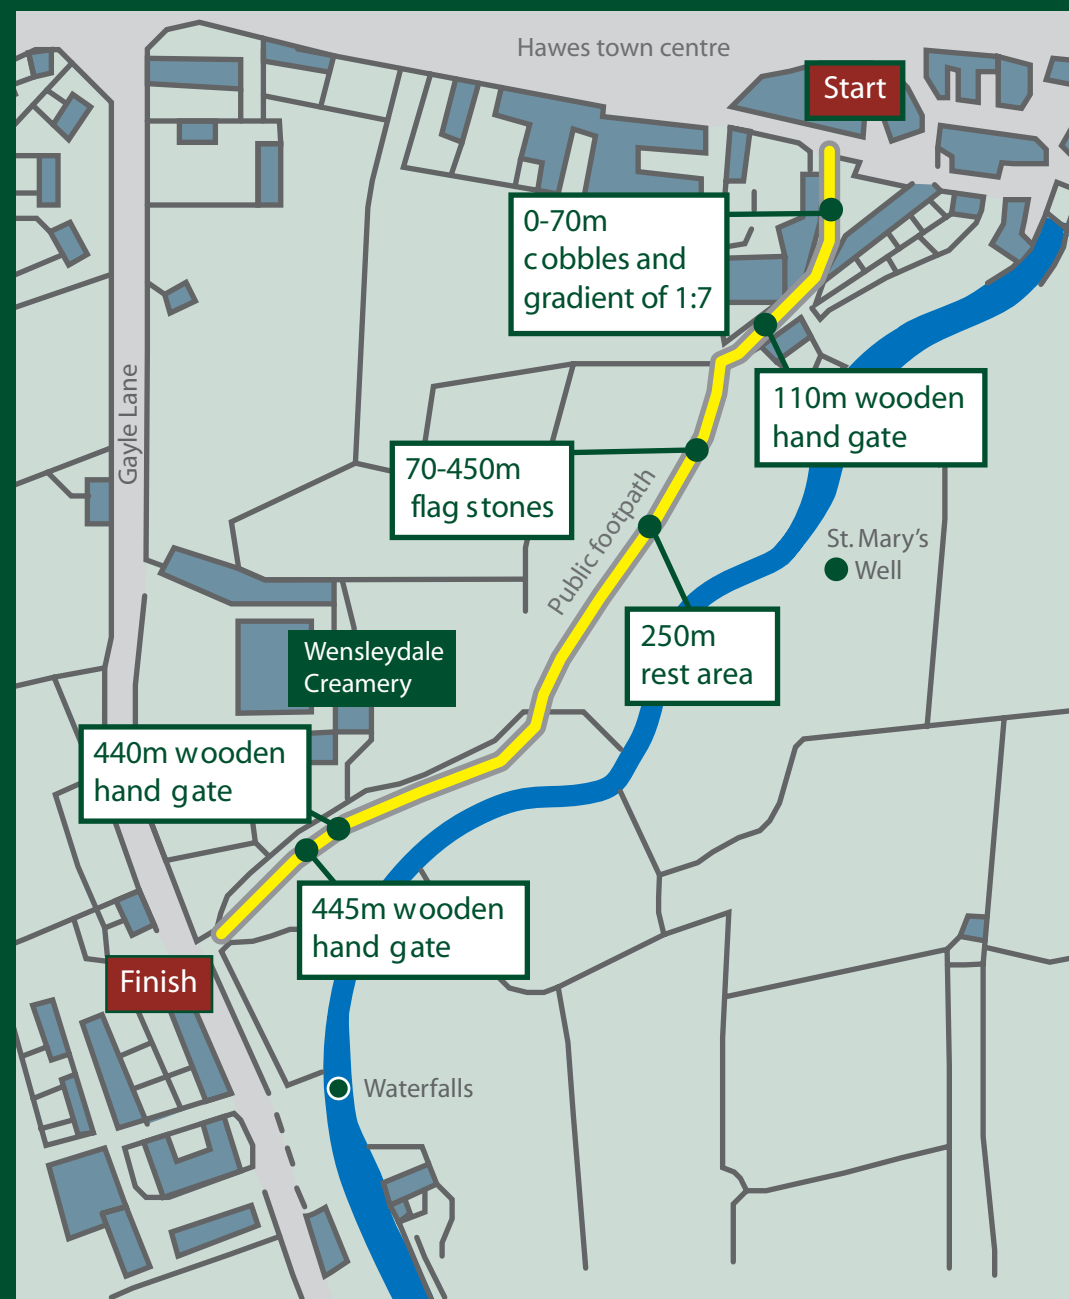 Hawes town centre
Start
0-70m
cobbles and
gradient of 1:7
110m wooden
hand gate
Gayle Lane
70-450m
flag stones
Public footpath
St. Mary's
Well
250m
rest area
Wensleydale
Creamery
440m wooden
hand gate
445m wooden
hand gate
Finish
Waterfalls